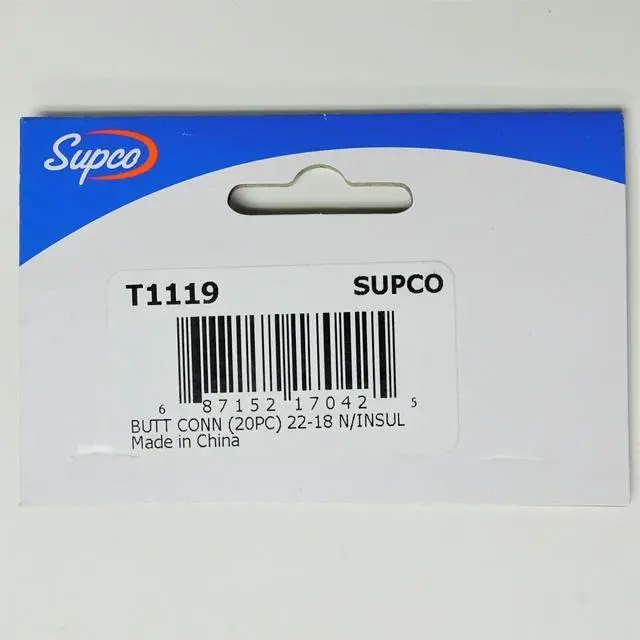 Supco
T1119 SUPCO
6 87152 17042 5
BUTT CONN (20PC) 22-18 N/INSUL
Made in China